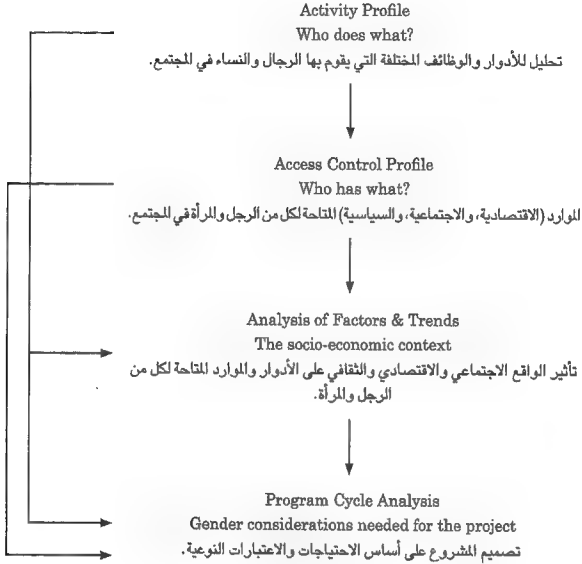 Activity Profile
Who does what?
تحليل للأدوار والوظائف المختلفة التي يقوم بها الرجال والنساء في المجتمع.
Access Control Profile
Who has what?
الموارد (الاقتصادية، والاجتماعية، والسياسية) المتاحة لكل من الرجل والمرأة في المجتمع.
Analysis of Factors & Trends
The socio-economic context
تأثير الواقع الاجتماعي والاقتصادي والثقافي على الأدوار والموارد المتاحة لكل من
الرجل والمرأة.
Program Cycle Analysis
Gender considerations needed for the project
تصميم المشروع على أساس الاحتياجات والاعتبارات النوعية.